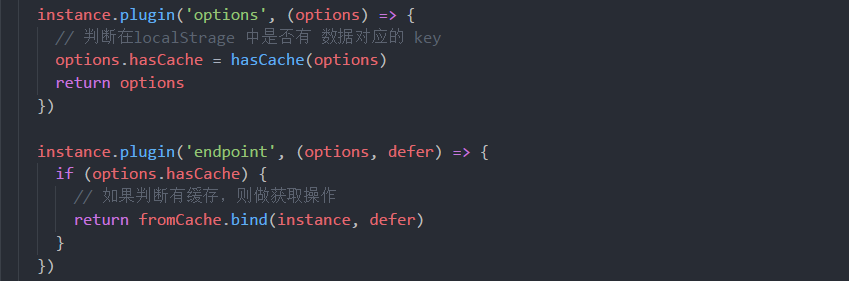 instance.plugin('options', (options) => {
  // 判断在localStrage 中是否有 数据对应的 key
  options.hasCache = hasCache(options)
  return options
})

instance.plugin('endpoint', (options, defer) => {
  if (options.hasCache) {
    // 如果判断有缓存，则做获取操作
    return fromCache.bind(instance, defer)
  }
})